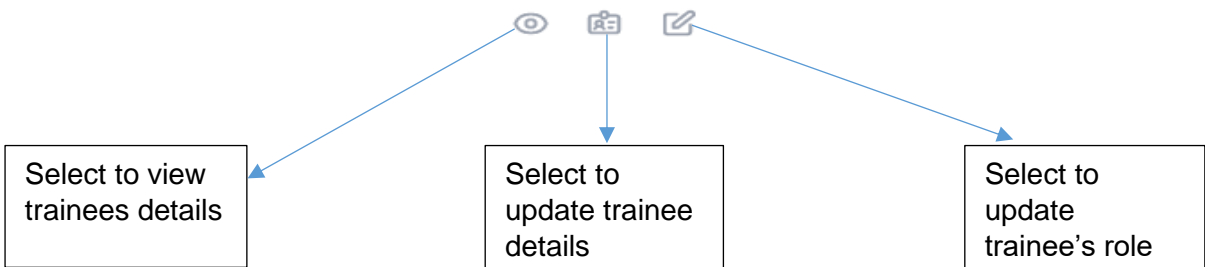 Select to view
trainees details
Select to
update trainee
details
Select to
update
trainee’s role